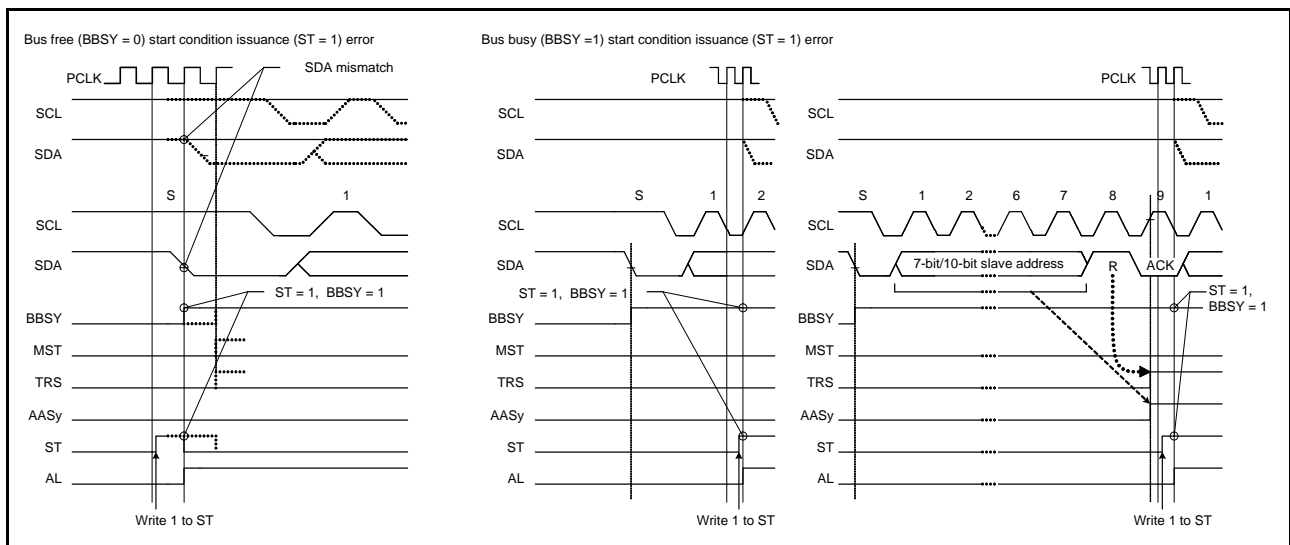 Bus free (BBSY = 0) start condition issuance (ST = 1) error
PCLK
SDA mismatch
SCL
SDA
S
1
SCL
SDA
ST = 1, BBSY = 1
BBSY
MST
TRS
AASy
ST
AL
Write 1 to ST
Bus busy (BBSY =1) start condition issuance (ST = 1) error
PCLK
SCL
SDA
S
1
2
SCL
SDA
ST = 1, BBSY = 1
BBSY
MST
TRS
AASy
ST
AL
Write 1 to ST
PCLK
SCL
SDA
S
1
2
6
7
8
9
1
SCL
SDA
7-bit/10-bit slave address
R
ACK
ST = 1,
BBSY = 1
BBSY
MST
TRS
AASy
ST
AL
Write 1 to ST